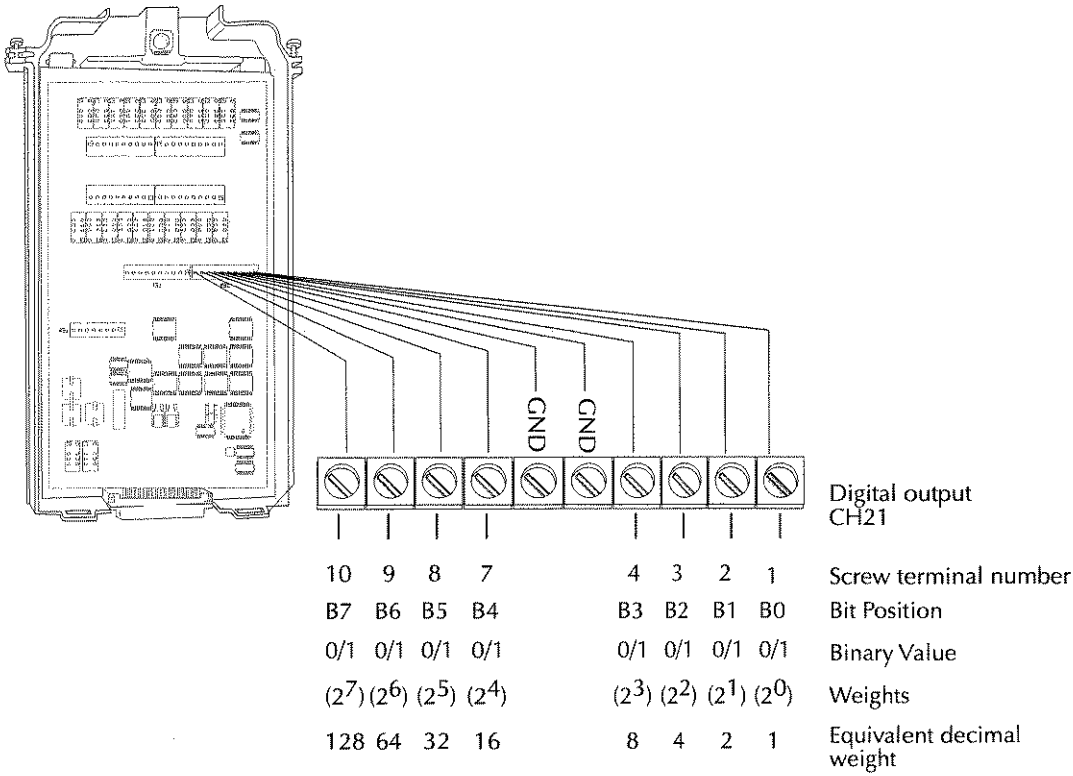 GND GND
Digital output
CH21
10 9 8 7 4 3 2 1 Screw terminal number
B7 B6 B5 B4 B3 B2 B1 B0 Bit Position
0/1 0/1 0/1 0/1 0/1 0/1 0/1 0/1 Binary Value
(2⁷) (2⁶) (2⁵) (2⁴) (2³) (2²) (2¹) (2⁰) Weights
128 64 32 16 8 4 2 1 Equivalent decimal
weight